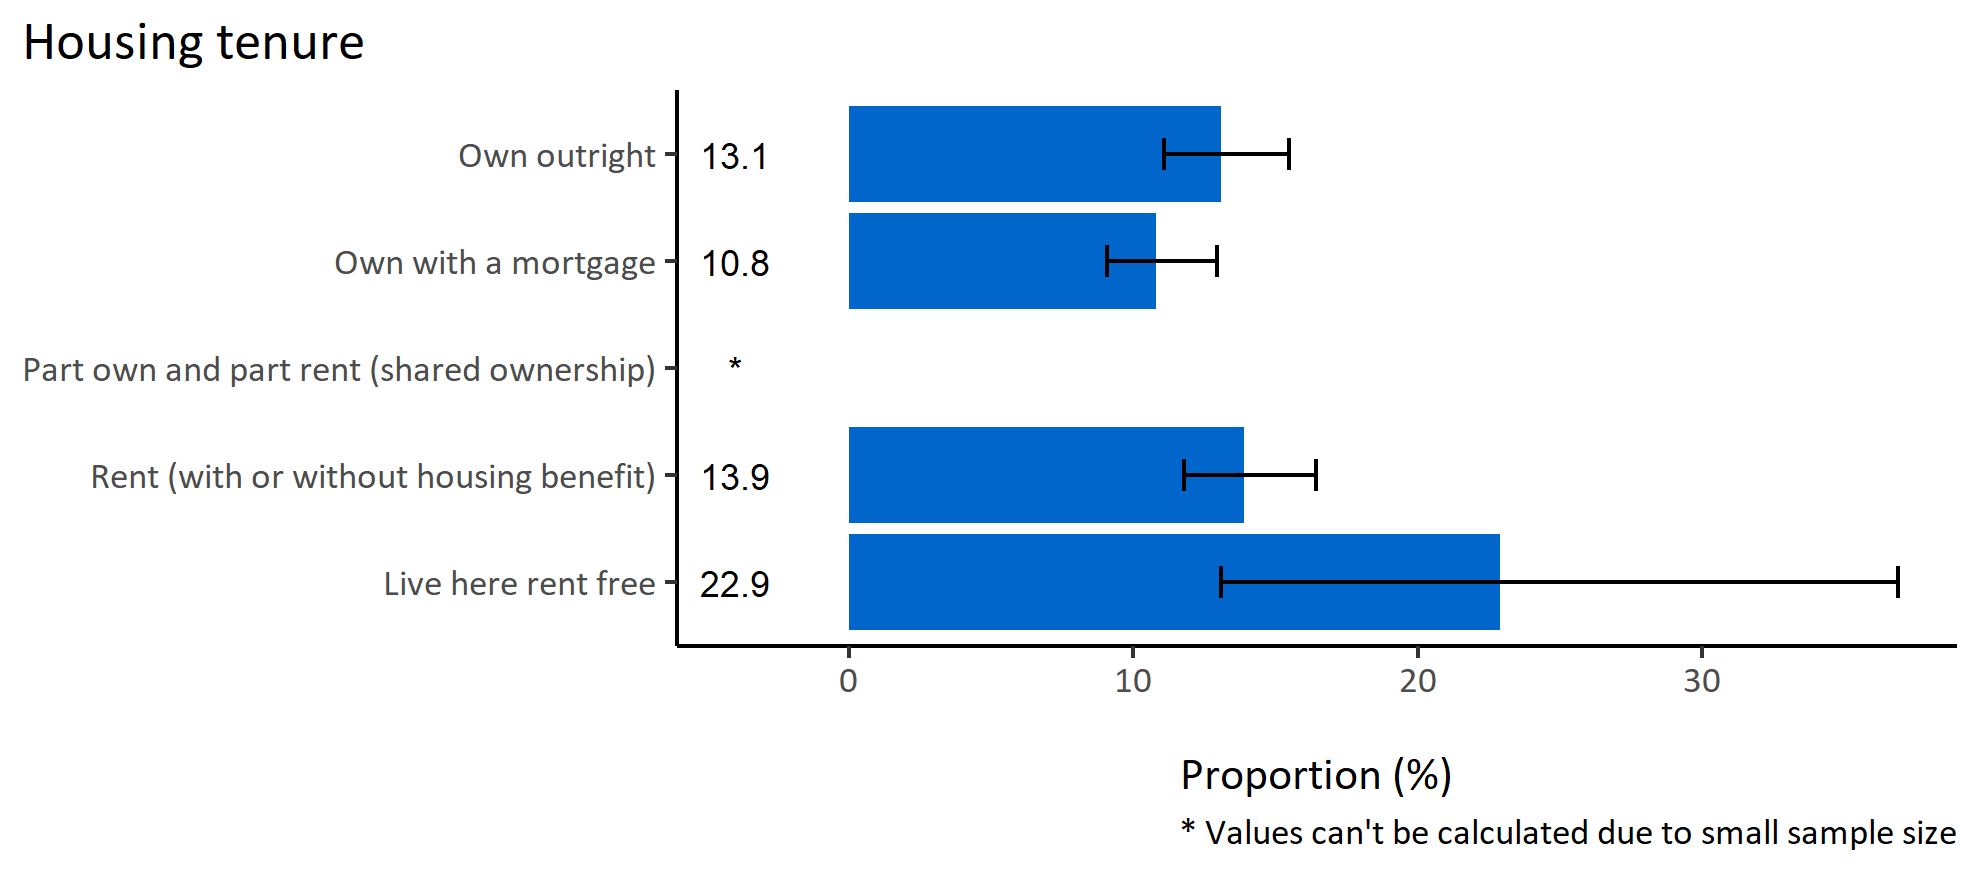 Housing tenure
Own outright 13.1
Own with a mortgage 10.8
Part own and part rent (shared ownership) *
Rent (with or without housing benefit) 13.9
Live here rent free 22.9
0 10 20 30
Proportion (%)
* Values can't be calculated due to small sample size